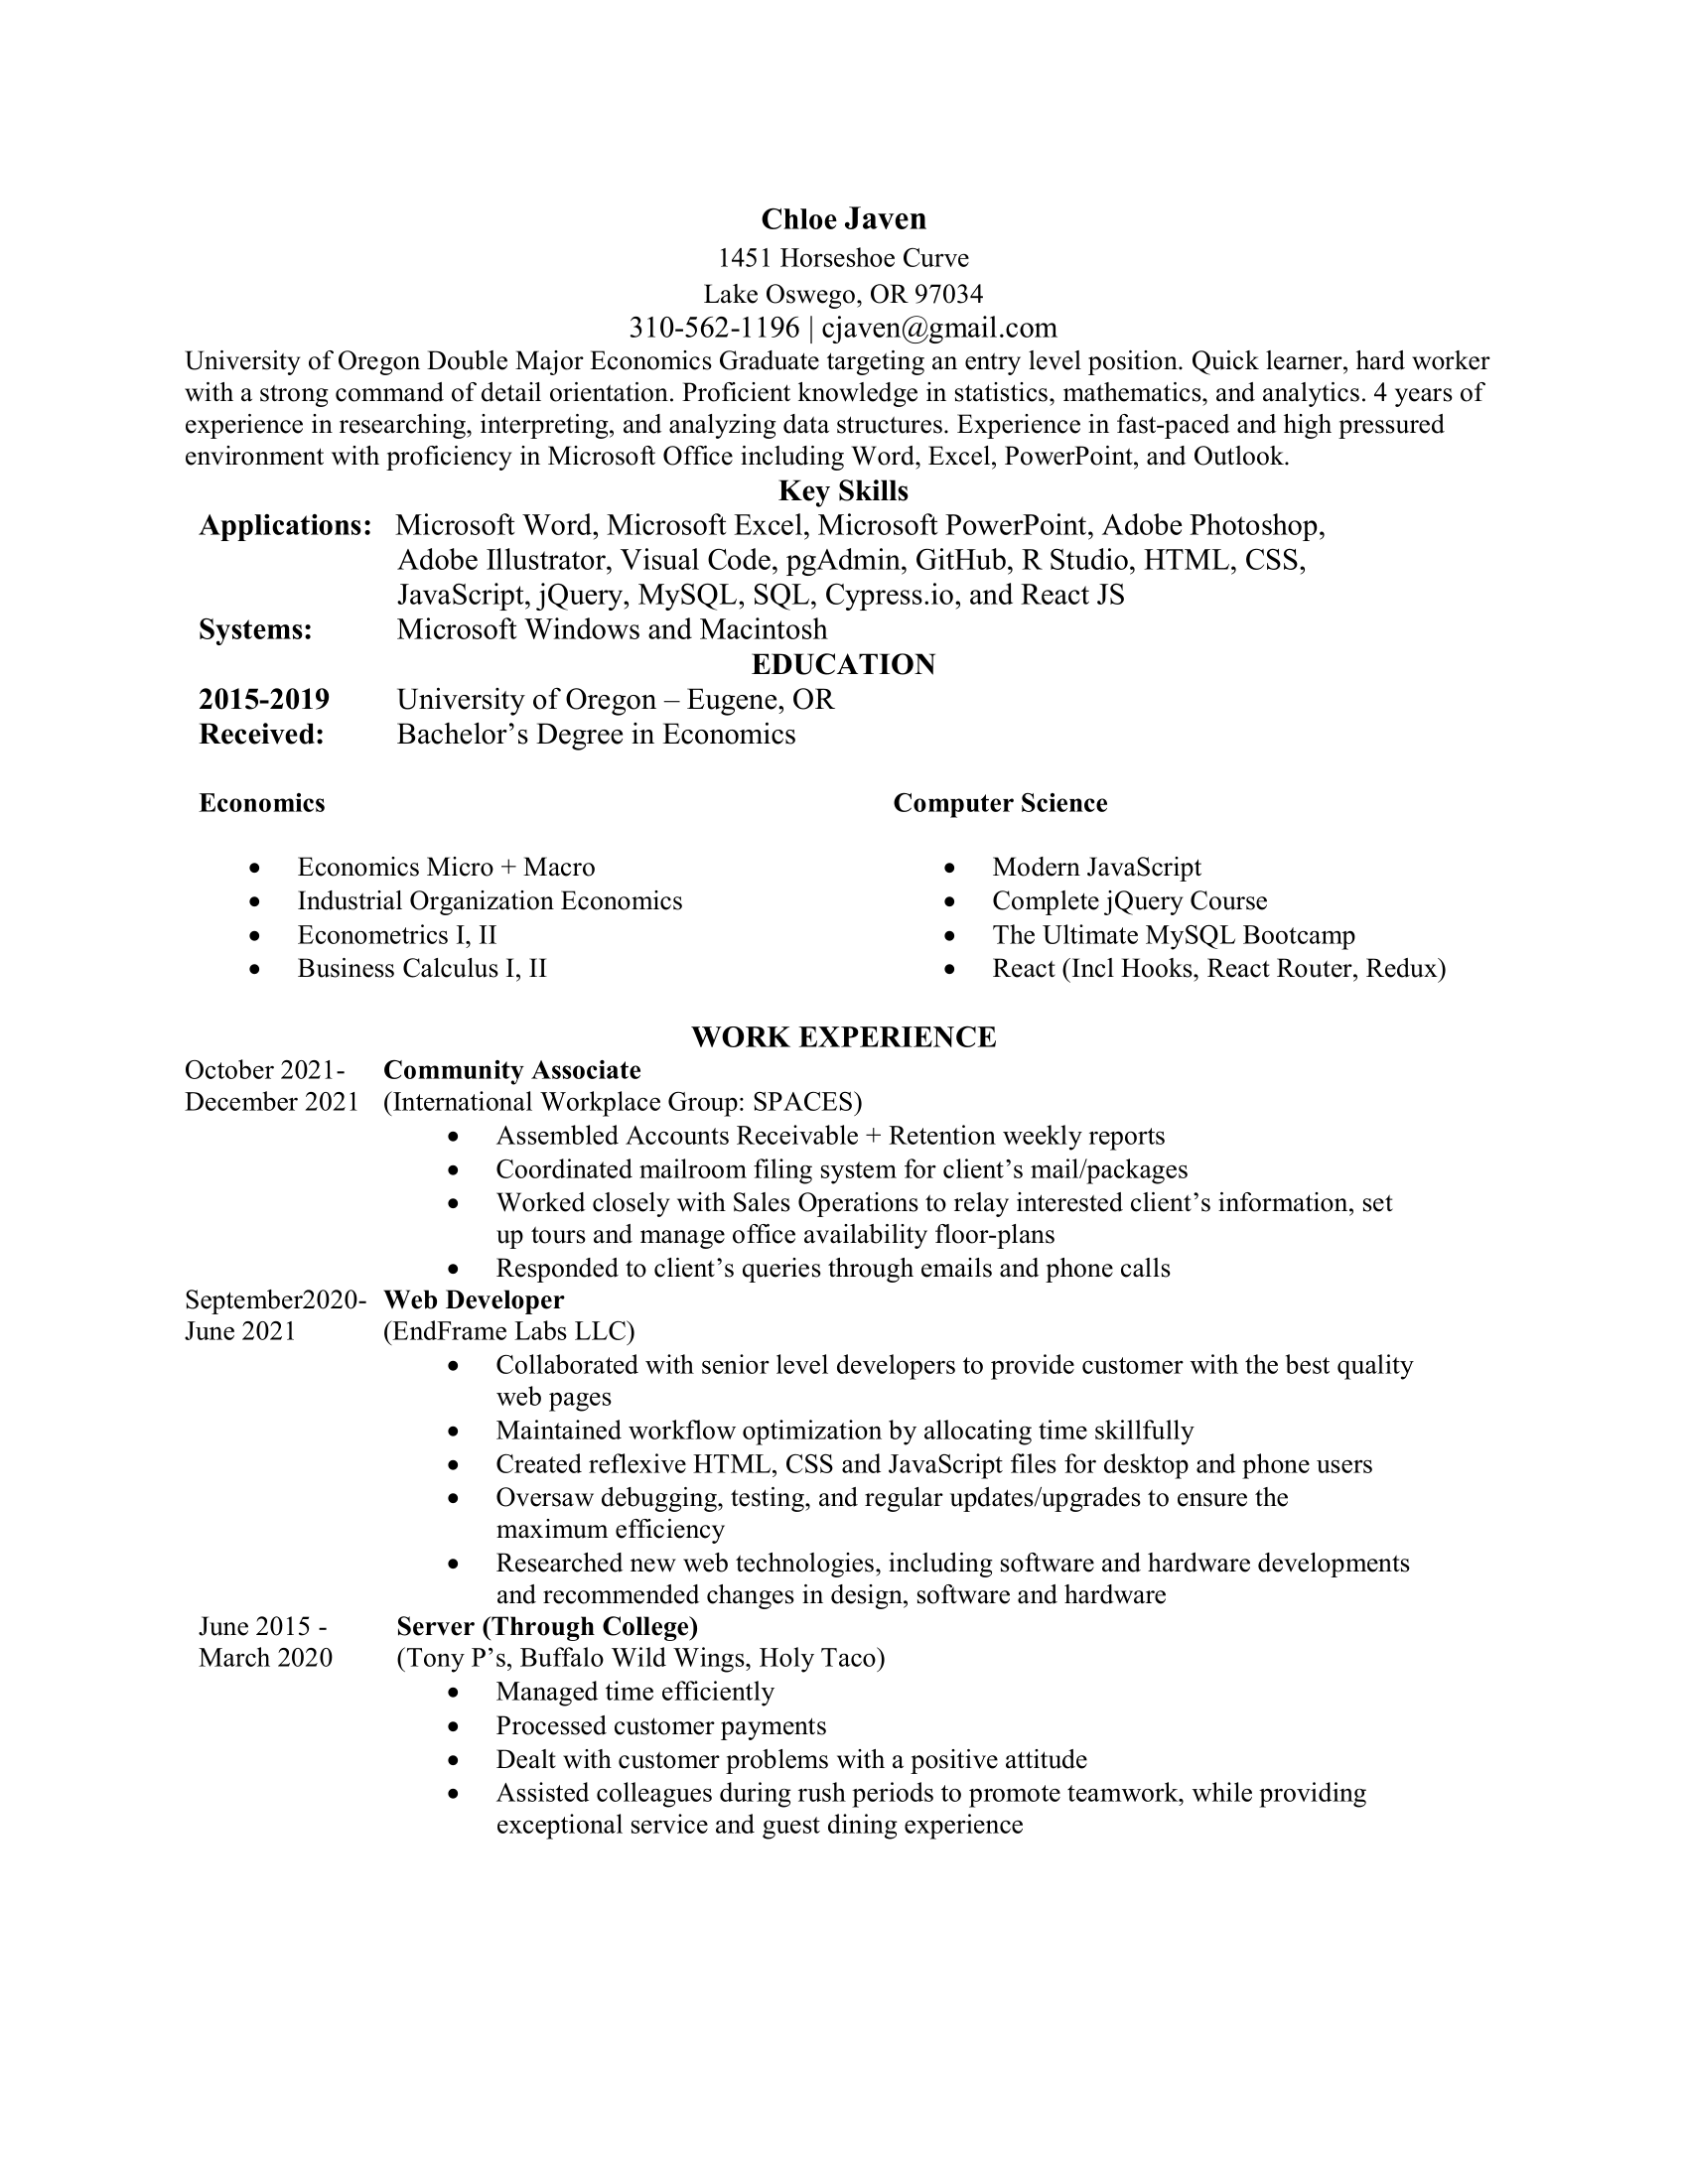 Chloe Javen
1451 Horseshoe Curve
Lake Oswego, OR 97034
310-562-1196 | cjaven@gmail.com
University of Oregon Double Major Economics Graduate targeting an entry level position. Quick learner, hard worker
with a strong command of detail orientation. Proficient knowledge in statistics, mathematics, and analytics. 4 years of
experience in researching, interpreting, and analyzing data structures. Experience in fast-paced and high pressured
environment with proficiency in Microsoft Office including Word, Excel, PowerPoint, and Outlook.
Key Skills
Applications: Microsoft Word, Microsoft Excel, Microsoft PowerPoint, Adobe Photoshop,
Adobe Illustrator, Visual Code, pgAdmin, GitHub, R Studio, HTML, CSS,
JavaScript, jQuery, MySQL, SQL, Cypress.io, and React JS
Systems: Microsoft Windows and Macintosh
EDUCATION
2015-2019 University of Oregon – Eugene, OR
Received: Bachelor’s Degree in Economics
Economics
• Economics Micro + Macro
• Industrial Organization Economics
• Econometrics I, II
• Business Calculus I, II
Computer Science
• Modern JavaScript
• Complete jQuery Course
• The Ultimate MySQL Bootcamp
• React (Incl Hooks, React Router, Redux)
WORK EXPERIENCE
October 2021- Community Associate
December 2021 (International Workplace Group: SPACES)
• Assembled Accounts Receivable + Retention weekly reports
• Coordinated mailroom filing system for client’s mail/packages
• Worked closely with Sales Operations to relay interested client’s information, set
up tours and manage office availability floor-plans
• Responded to client’s queries through emails and phone calls
September2020- Web Developer
June 2021 (EndFrame Labs LLC)
• Collaborated with senior level developers to provide customer with the best quality
web pages
• Maintained workflow optimization by allocating time skillfully
• Created reflexive HTML, CSS and JavaScript files for desktop and phone users
• Oversaw debugging, testing, and regular updates/upgrades to ensure the
maximum efficiency
• Researched new web technologies, including software and hardware developments
and recommended changes in design, software and hardware
June 2015 - Server (Through College)
March 2020 (Tony P’s, Buffalo Wild Wings, Holy Taco)
• Managed time efficiently
• Processed customer payments
• Dealt with customer problems with a positive attitude
• Assisted colleagues during rush periods to promote teamwork, while providing
exceptional service and guest dining experience